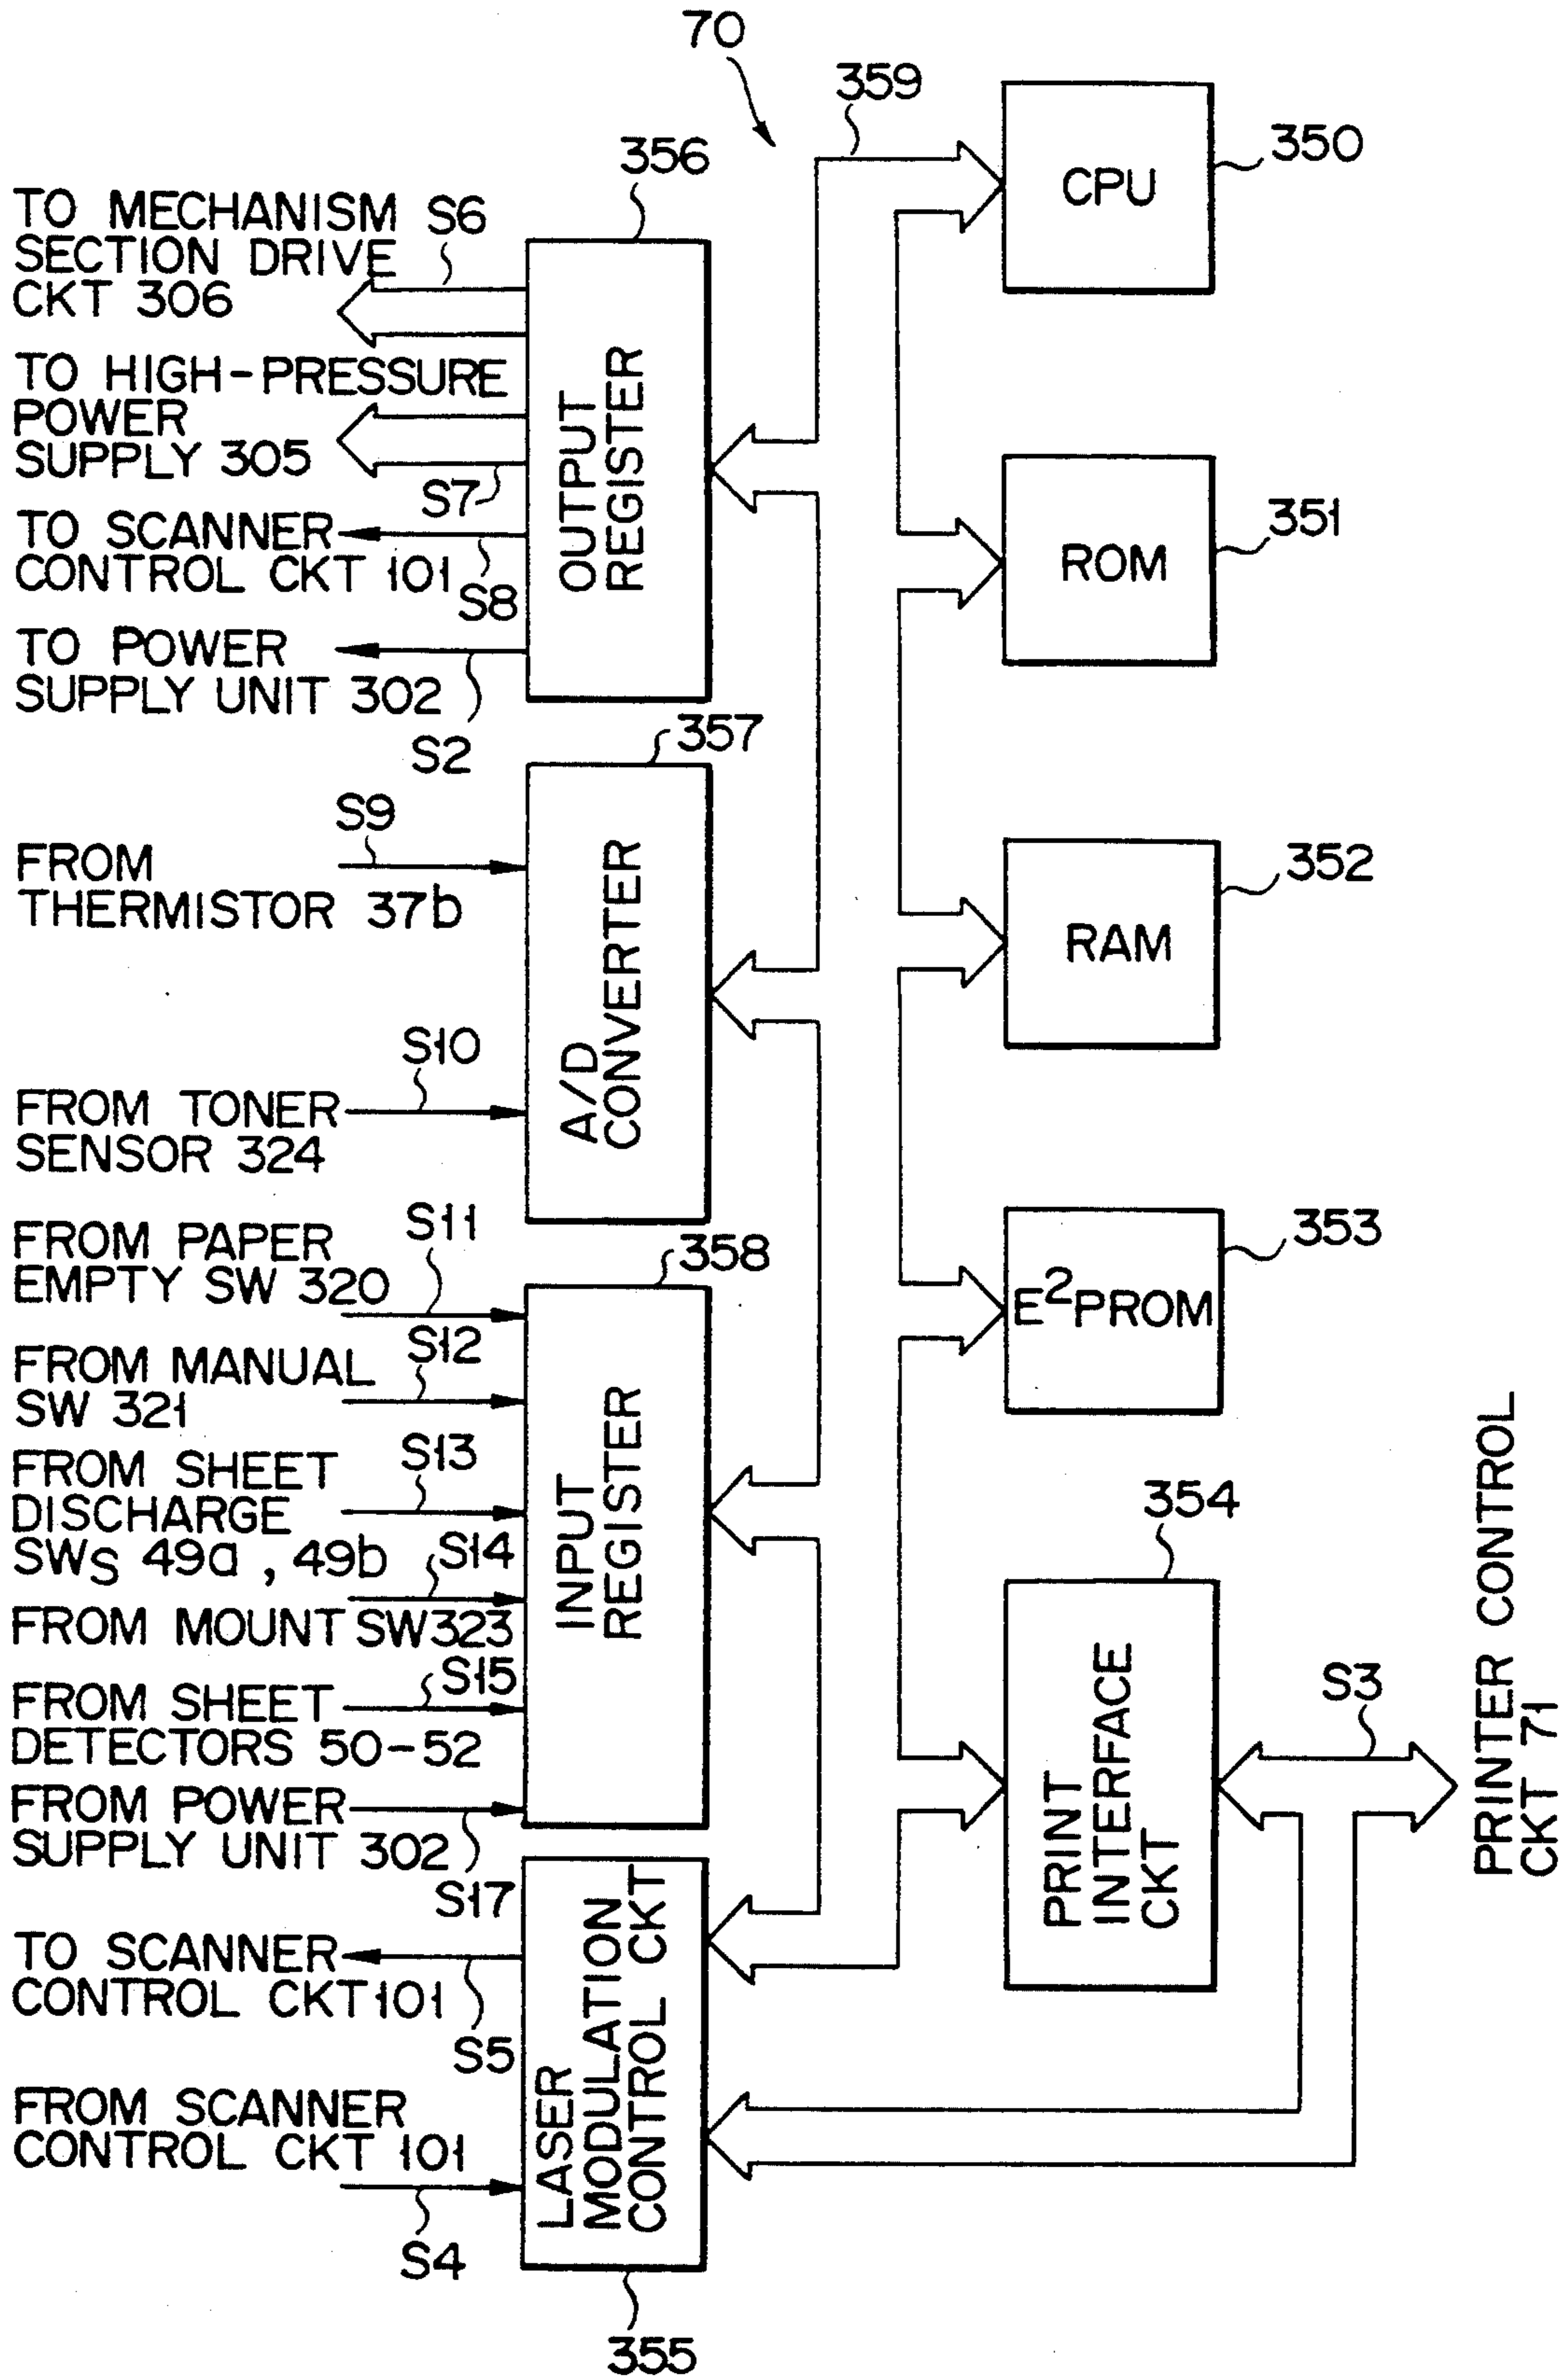 70
359
356
350
CPU
TO MECHANISM
SECTION DRIVE
CKT 306
S6
TO HIGH-PRESSURE
POWER
SUPPLY 305
S7
TO SCANNER
CONTROL CKT 101
S8
TO POWER
SUPPLY UNIT 302
S2
OUTPUT
REGISTER
351
ROM
357
S9
FROM
THERMISTOR 37b
S10
FROM TONER
SENSOR 324
A/D
CONVERTER
352
RAM
358
S11
FROM PAPER
EMPTY SW 320
S12
FROM MANUAL
SW 321
S13
FROM SHEET
DISCHARGE
SWS 49a , 49b
S14
FROM MOUNT SW323
S15
FROM SHEET
DETECTORS 50-52
FROM POWER
SUPPLY UNIT 302
S17
INPUT
REGISTER
353
E²PROM
354
PRINT
INTERFACE
CKT
S3
PRINTER CONTROL
CKT 71
TO SCANNER
CONTROL CKT101
S5
FROM SCANNER
CONTROL CKT 101
S4
LASER
MODULATION
CONTROL CKT
355